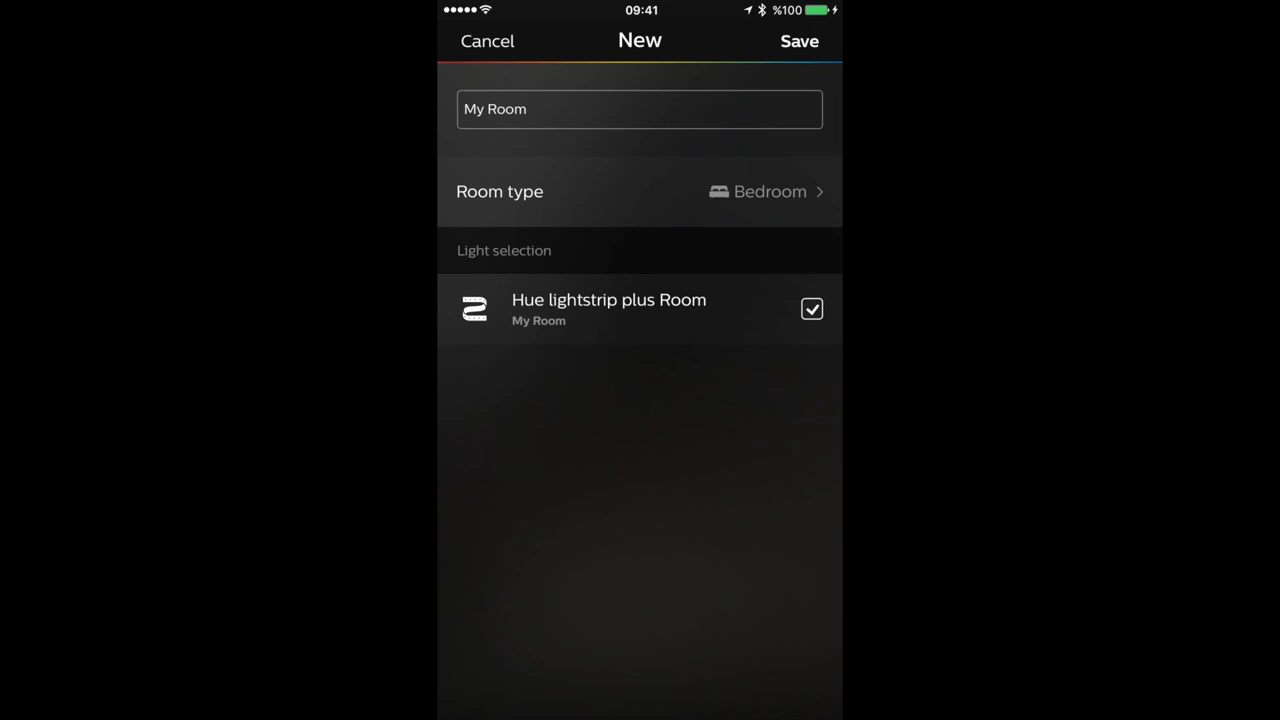 09:41 %100
Cancel New Save
My Room
Room type Bedroom
Light selection
Hue lightstrip plus Room
My Room